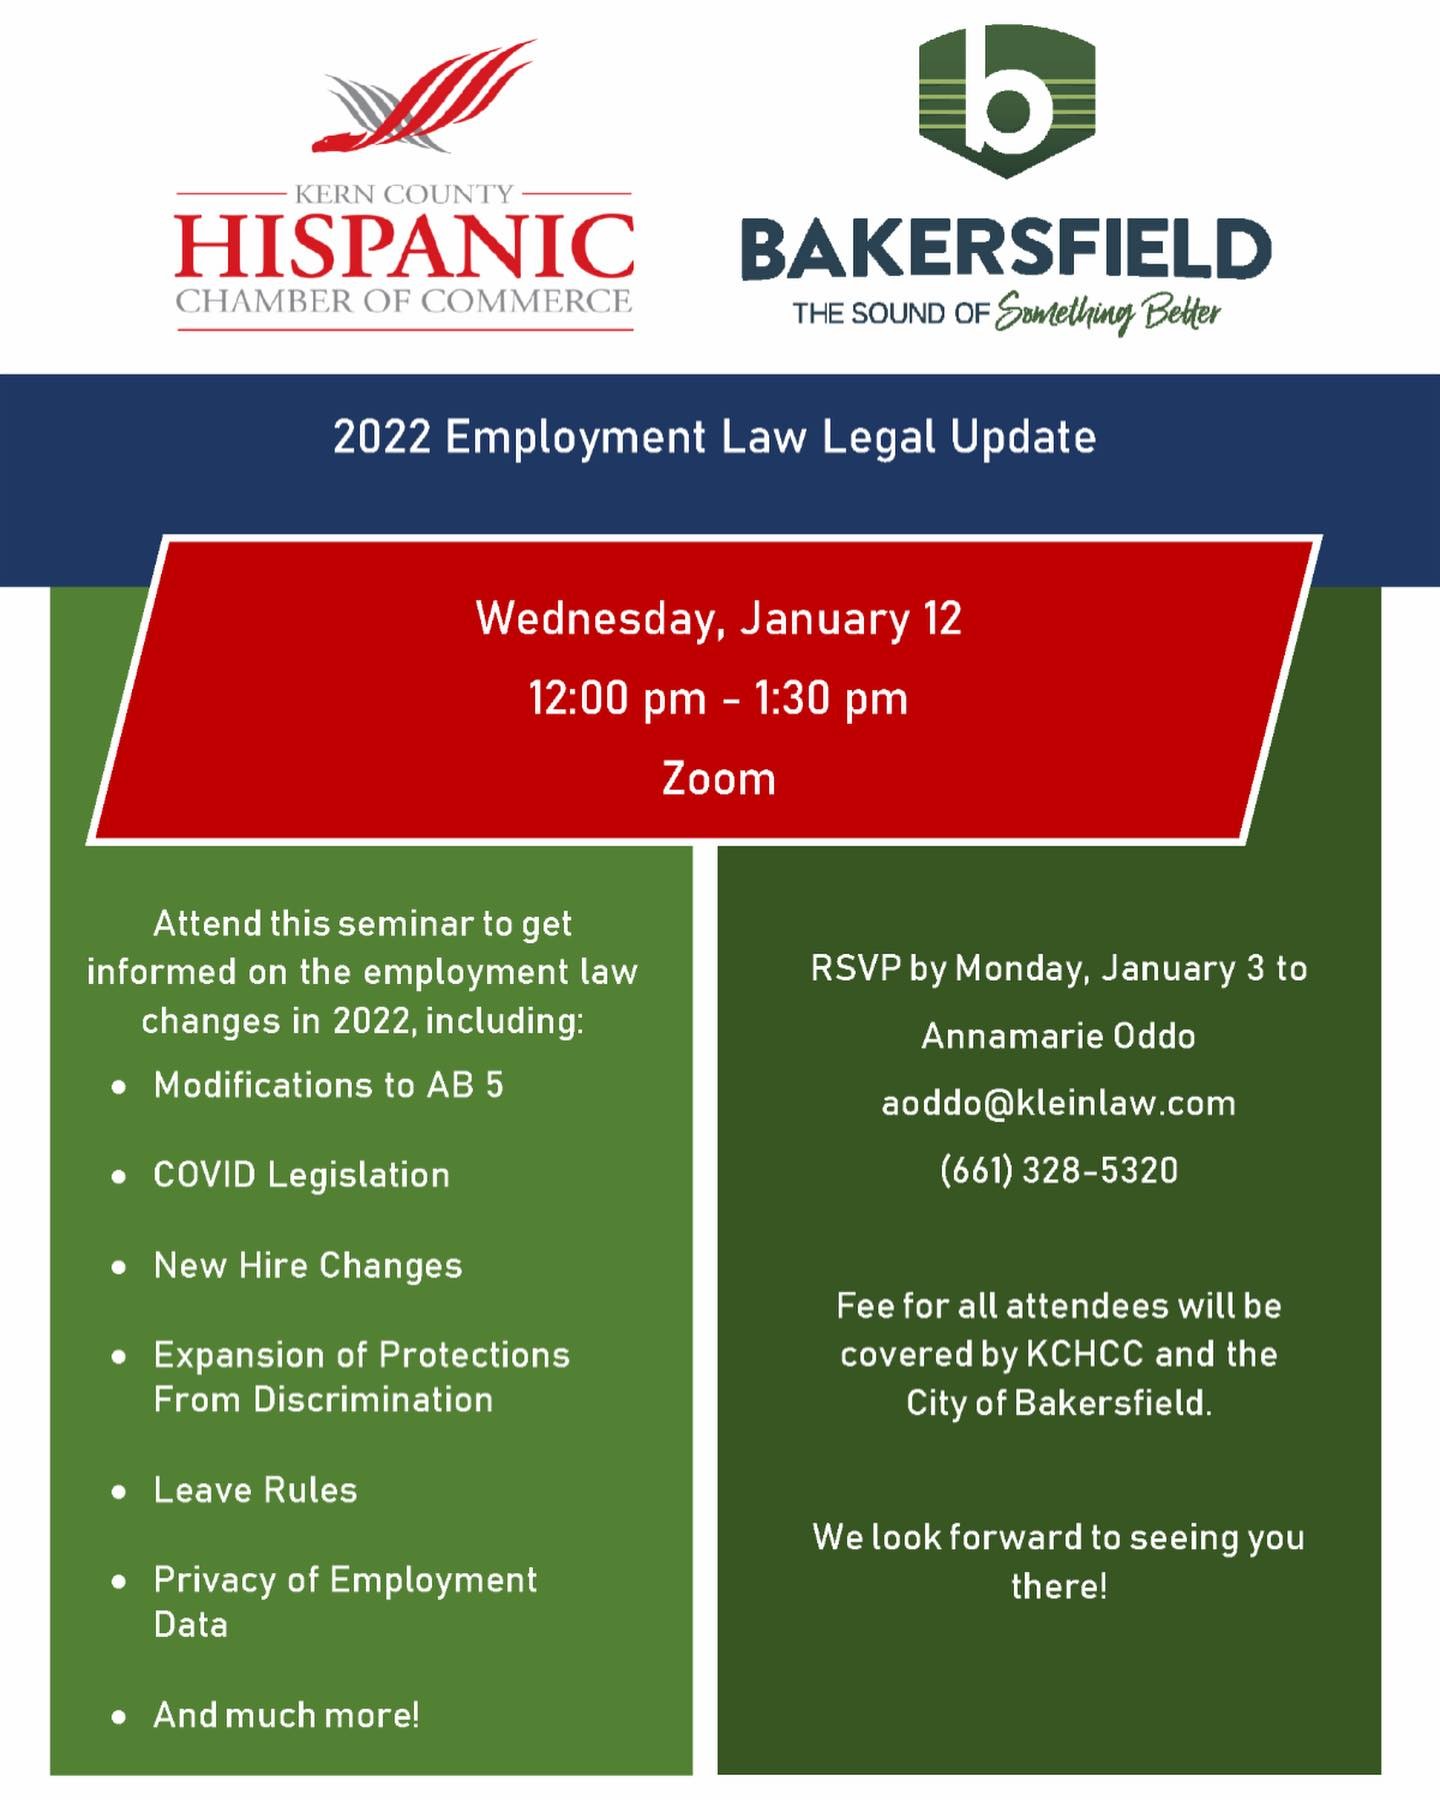 KERN COUNTY
HISPANIC
CHAMBER OF COMMERCE
b
BAKERSFIELD
THE SOUND OF Something Better
2022 Employment Law Legal Update
Wednesday, January 12
12:00 pm - 1:30 pm
Zoom
Attend this seminar to get
informed on the employment law
changes in 2022, including:
• Modifications to AB 5
• COVID Legislation
• New Hire Changes
• Expansion of Protections
From Discrimination
• Leave Rules
• Privacy of Employment
Data
• And much more!
RSVP by Monday, January 3 to
Annamarie Oddo
aoddo@kleinlaw.com
(661) 328-5320
Fee for all attendees will be
covered by KCHCC and the
City of Bakersfield.
We look forward to seeing you
there!